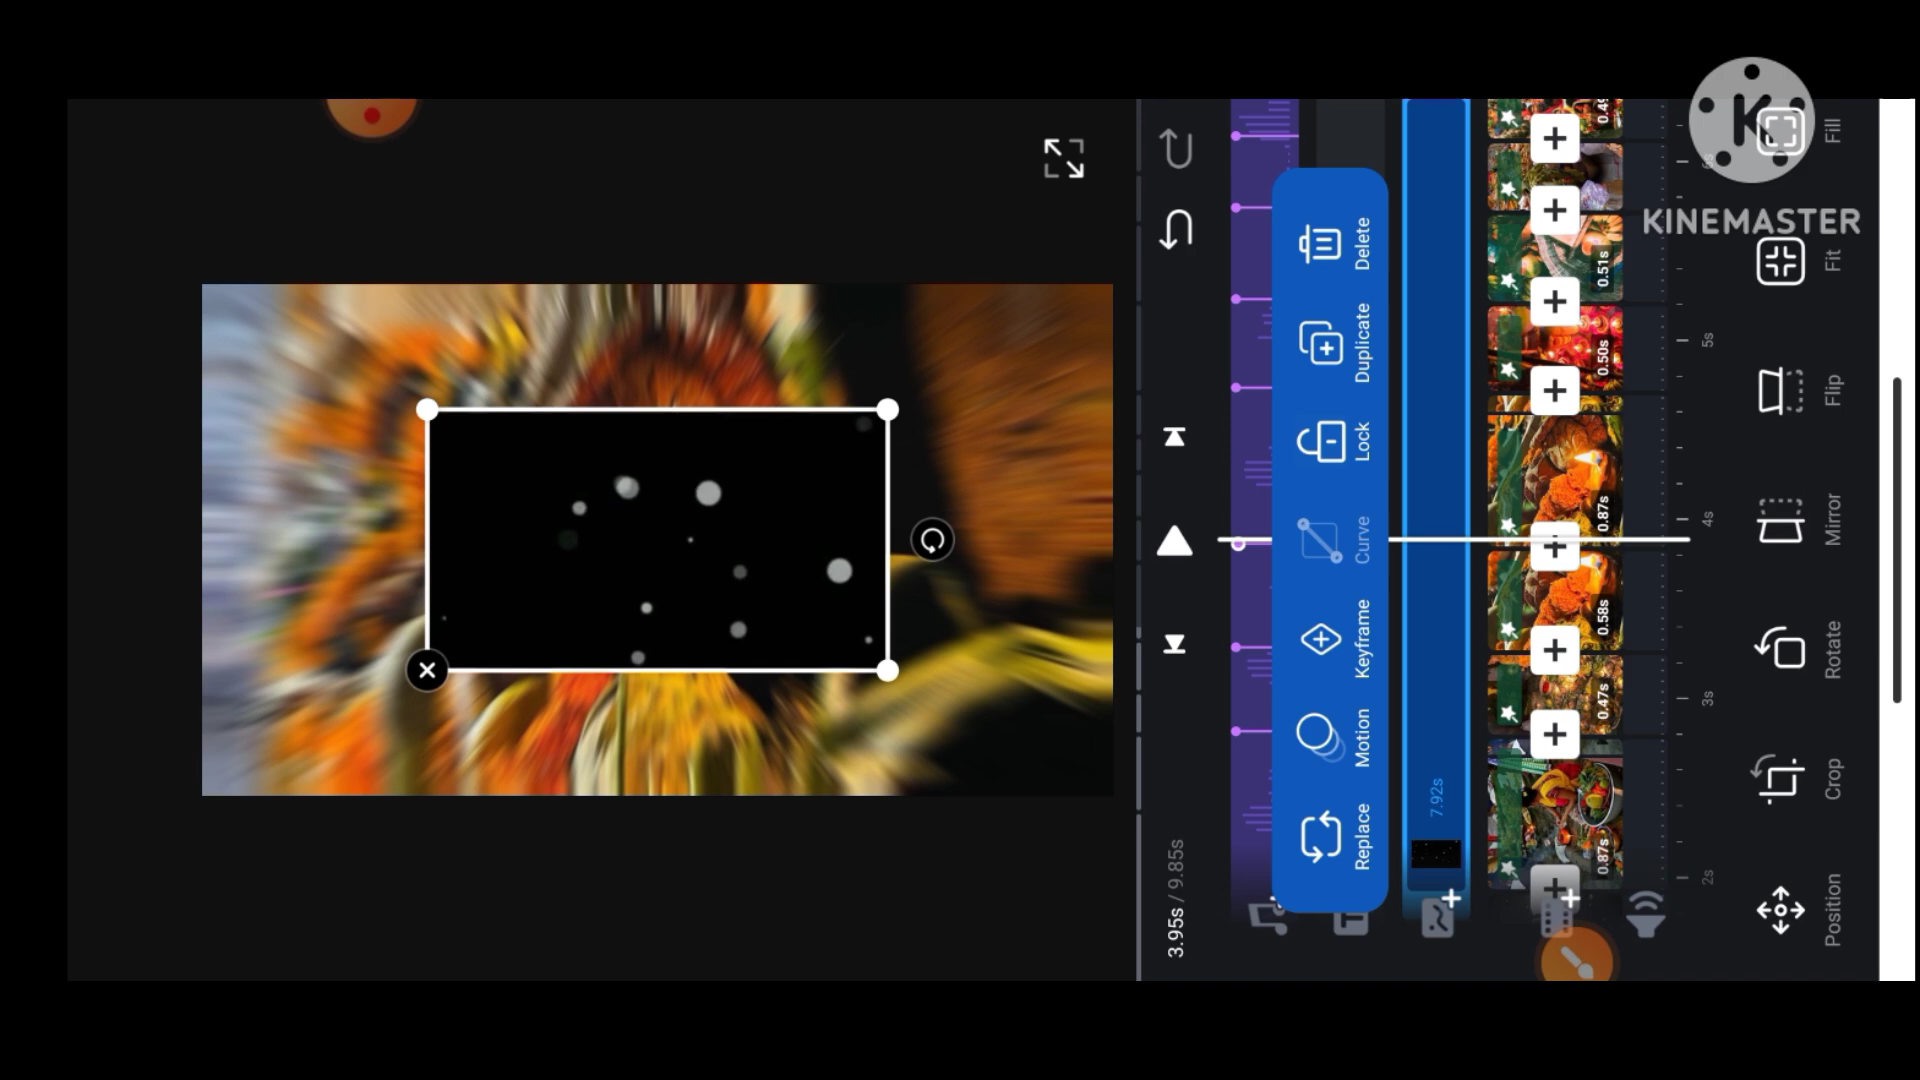 KINEMASTER
3.95s / 9.85s
Replace
Motion
Keyframe
Curve
Lock
Duplicate
Delete
7.92s
0.87s
0.47s
0.58s
0.87s
0.50s
0.51s
2s
3s
4s
5s
Position
Crop
Rotate
Mirror
Flip
Fit
Fill